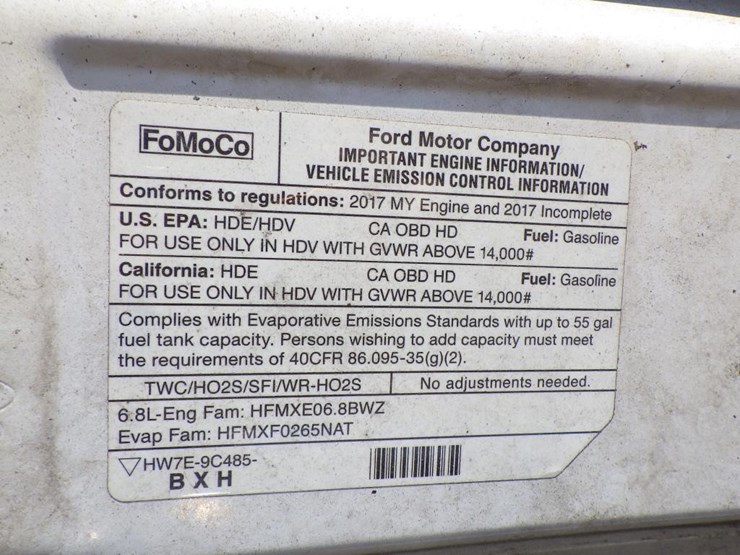 FoMoCo
Ford Motor Company
IMPORTANT ENGINE INFORMATION/
VEHICLE EMISSION CONTROL INFORMATION
Conforms to regulations: 2017 MY Engine and 2017 Incomplete
U.S. EPA: HDE/HDV CA OBD HD Fuel: Gasoline
FOR USE ONLY IN HDV WITH GVWR ABOVE 14,000#
California: HDE CA OBD HD Fuel: Gasoline
FOR USE ONLY IN HDV WITH GVWR ABOVE 14,000#
Complies with Evaporative Emissions Standards with up to 55 gal
fuel tank capacity. Persons wishing to add capacity must meet
the requirements of 40CFR 86.095-35(g)(2).
TWC/HO2S/SFI/WR-HO2S No adjustments needed.
6.8L-Eng Fam: HFMXE06.8BWZ
Evap Fam: HFMXF0265NAT
▽HW7E-9C485-
BXH